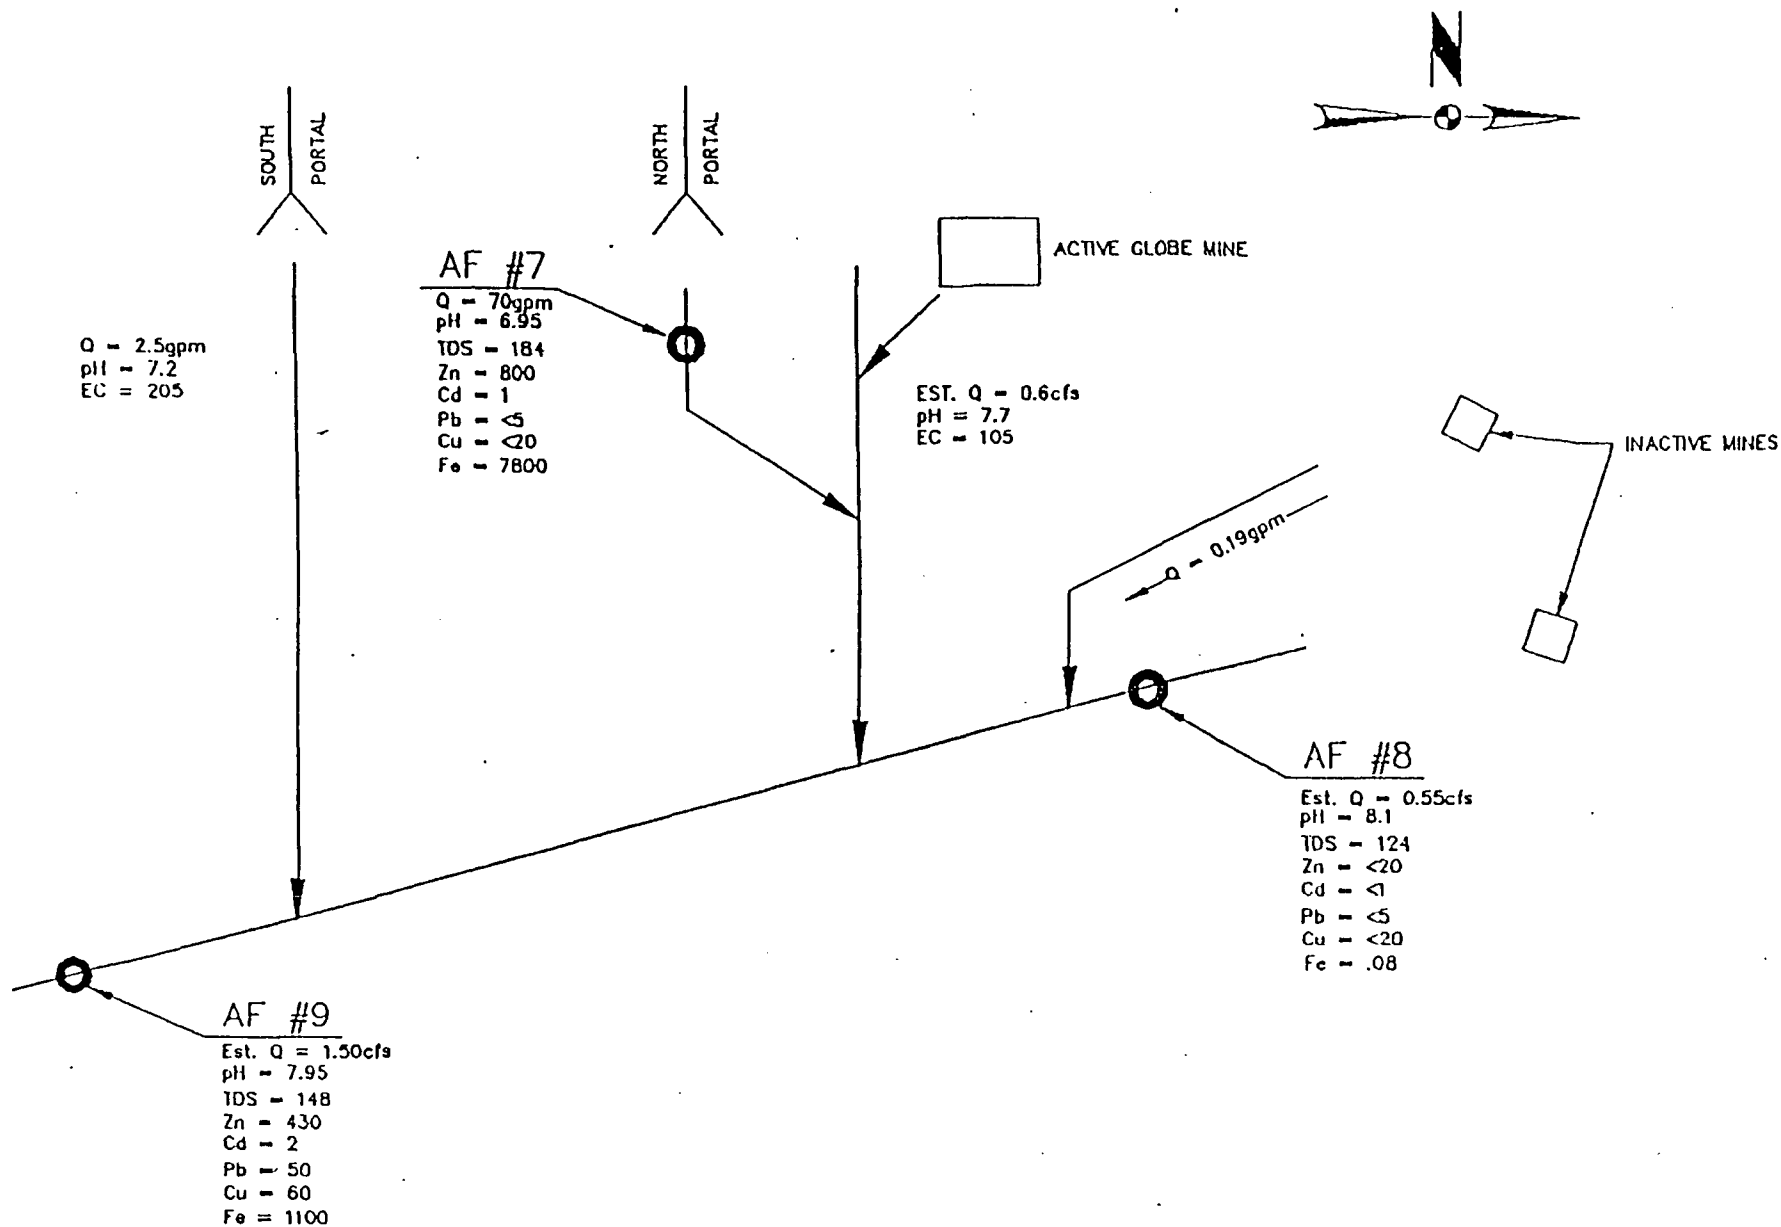 N
SOUTH
PORTAL
NORTH
PORTAL
ACTIVE GLOBE MINE
AF #7
Q = 70gpm
pH = 6.95
TDS = 184
Zn = 800
Cd = 1
Pb = <5
Cu = <20
Fe = 7800
Q = 2.5gpm
pH = 7.2
EC = 205
EST. Q = 0.6cfs
pH = 7.7
EC = 105
INACTIVE MINES
Q = 0.19gpm
AF #8
Est. Q = 0.55cfs
pH = 8.1
TDS = 124
Zn = <20
Cd = <1
Pb = <5
Cu = <20
Fe = .08
AF #9
Est. Q = 1.50cfs
pH = 7.95
TDS = 148
Zn = 430
Cd = 2
Pb = 50
Cu = 60
Fe = 1100